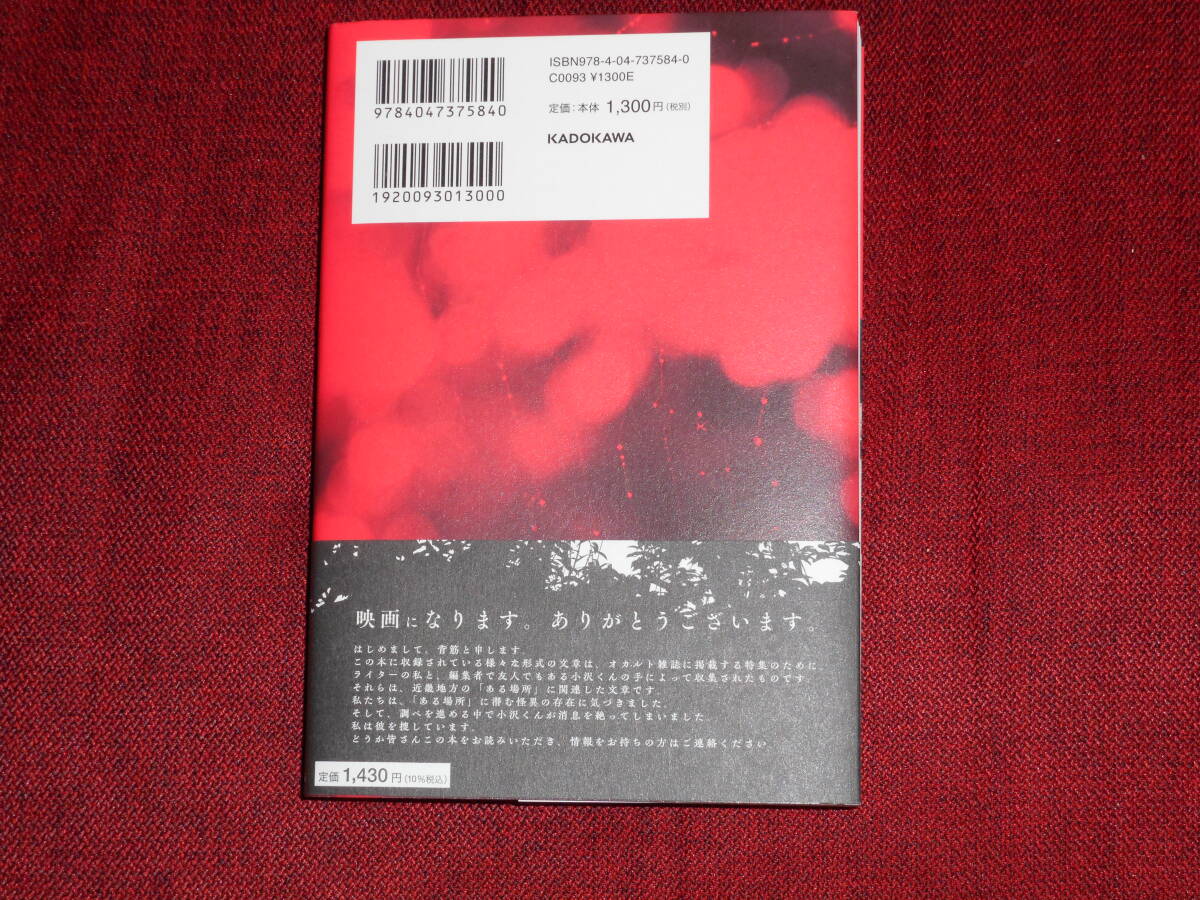 ISBN978-4-04-737584-0
C0093 ¥1300E
定価:本体 1,300円(税別)
KADOKAWA
9784047375840
1920093013000
映画になります。ありがとうございます。
はじめまして。背筋と申します。
この本に収録されている様々な形式の文章は、オカルト雑誌に掲載する特集のために、
ライターの私と、編集者で友人でもある小沢くんの手によって収集されたものです。
それらは、近畿地方の「ある場所」に関連した文章です。
私たちは、「ある場所」に潜む怪異の存在に気づきました。
そして、調べを進める中で小沢くんが消息を絶ってしまいました。
私は彼を捜しています。
どうか皆さんこの本をお読みいただき、情報をお持ちの方はご連絡ください。
定価 1,430円(10%税込)